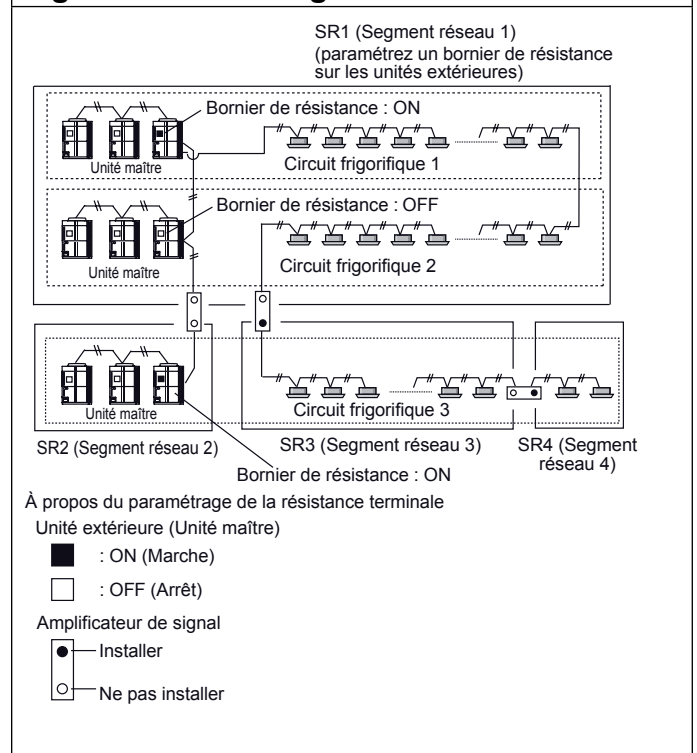 SR1 (Segment réseau 1)
(paramétrez un bornier de résistance
sur les unités extérieures)
Bornier de résistance : ON
Unité maître
Circuit frigorifique 1
Bornier de résistance : OFF
Unité maître
Circuit frigorifique 2
Unité maître
Circuit frigorifique 3
SR2 (Segment réseau 2)
SR3 (Segment réseau 3)
SR4 (Segment
réseau 4)
Bornier de résistance : ON
À propos du paramétrage de la résistance terminale
Unité extérieure (Unité maître)
: ON (Marche)
: OFF (Arrêt)
Amplificateur de signal
Installer
Ne pas installer